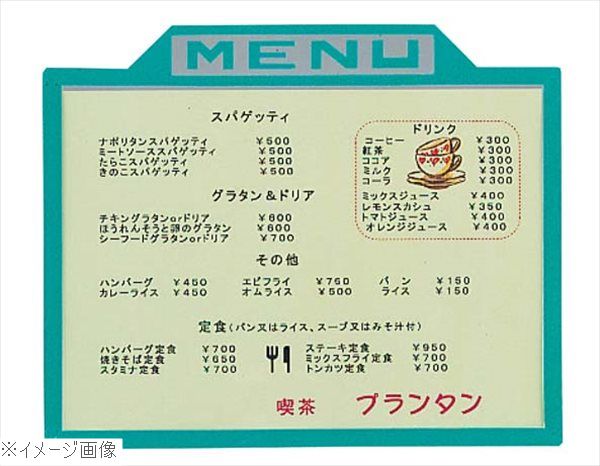 MENU
スパゲッティ
ナポリタンスパゲッティ ￥500
ミートソーススパゲッティ ￥500
たらこスパゲッティ ￥500
きのこスパゲッティ ￥500
グラタン＆ドリア
チキングラタンorドリア ￥600
ほうれんそうと卵のグラタン ￥600
シーフードグラタンorドリア ￥700
ドリンク
コーヒー ￥300
紅茶 ￥300
ココア ￥300
ミルク ￥300
コーラ ￥300
ミックスジュース ￥400
レモンスカシュ ￥350
トマトジュース ￥400
オレンジジュース ￥400
その他
ハンバーグ ￥450 エビフライ ￥750 パン ￥150
カレーライス ￥450 オムライス ￥500 ライス ￥150
定食（パン又はライス、スープ又はみそ汁付）
ハンバーグ定食 ￥700 ステーキ定食 ￥950
焼きそば定食 ￥650 ミックスフライ定食 ￥700
スタミナ定食 ￥700 トンカツ定食 ￥700
喫茶 プランタン
※イメージ画像